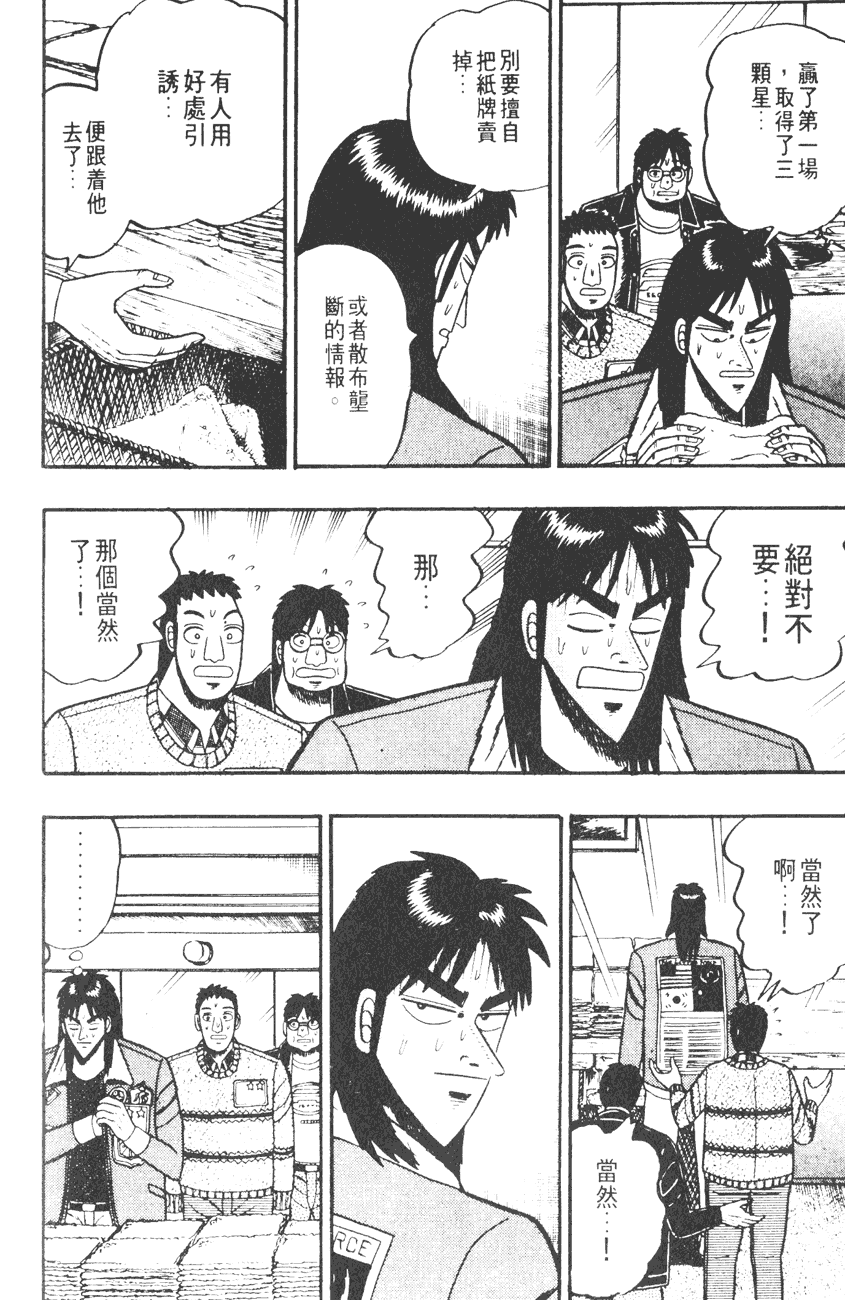 贏了第一場
，取得了三
顆星…
別要擅自
把紙牌賣
掉…
或者散布壟
斷的情報。
有人用
好處引
誘…
便跟着他
去了…
絕對不
要…！
那…
那個當然
了…！
當然了
啊…！
當然…！
RCE
…………